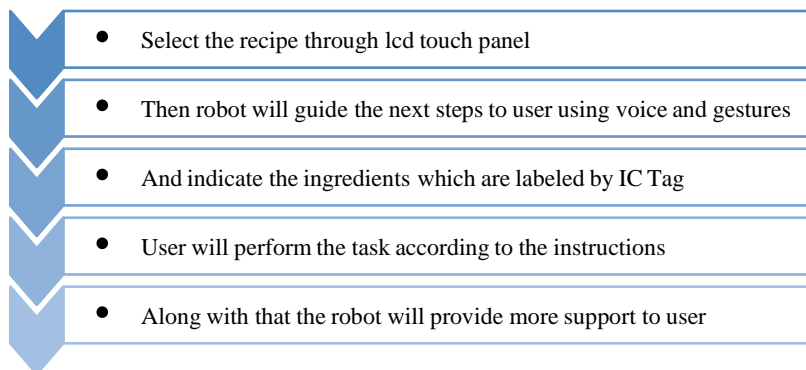 • Select the recipe through lcd touch panel
• Then robot will guide the next steps to user using voice and gestures
• And indicate the ingredients which are labeled by IC Tag
• User will perform the task according to the instructions
• Along with that the robot will provide more support to user